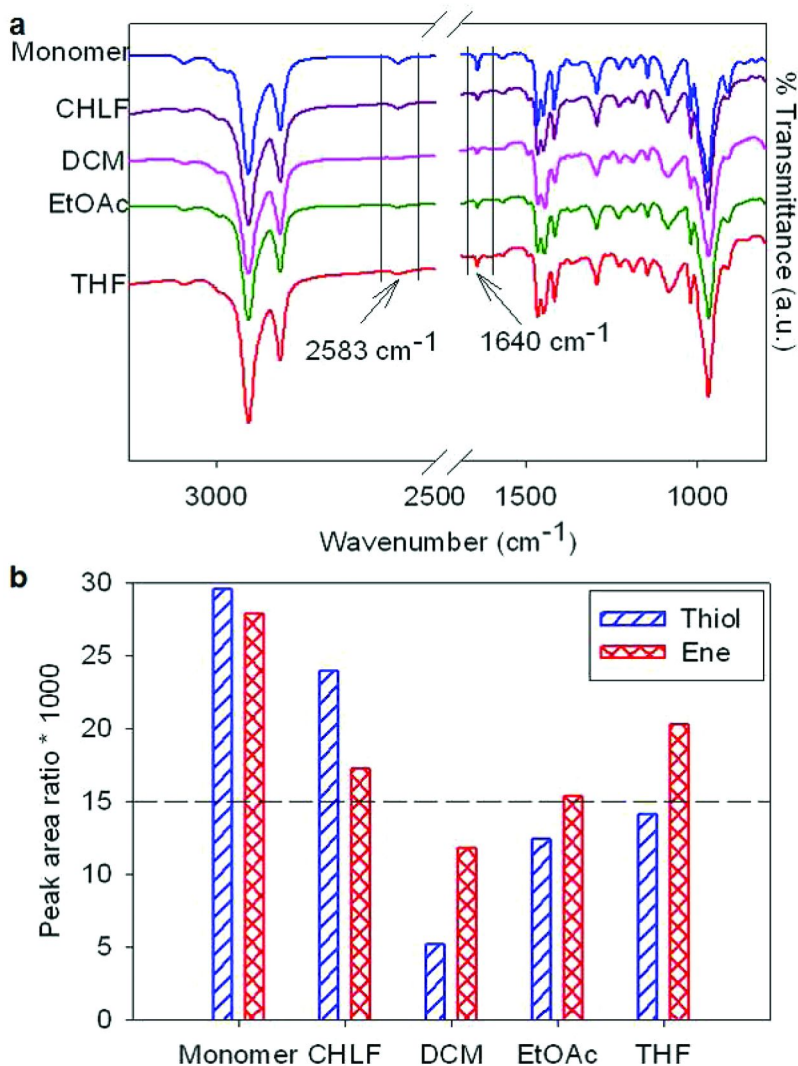 a
Monomer
CHLF
DCM
EtOAc
THF
2583 cm-1
1640 cm-1
% Transmittance (a.u.)
3000
2500
1500
1000
Wavenumber (cm-1)
b
30
25
20
15
10
5
0
Peak area ratio * 1000
Thiol
Ene
Monomer CHLF DCM EtOAc THF